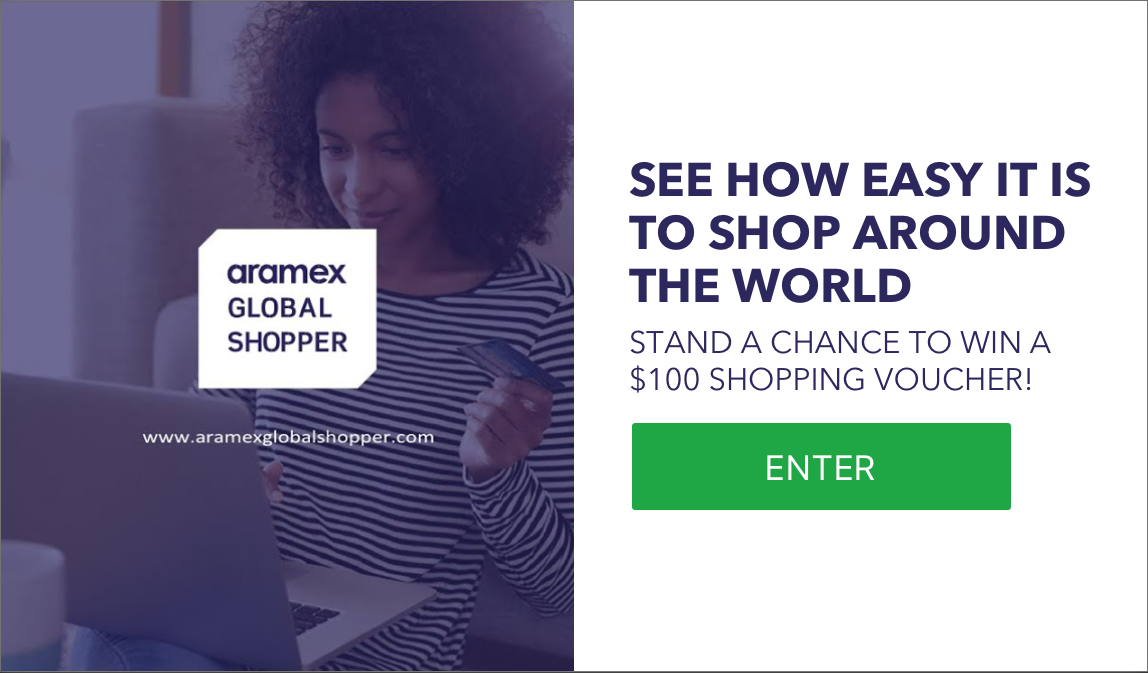 aramex
GLOBAL
SHOPPER
www.aramexglobalshopper.com
SEE HOW EASY IT IS
TO SHOP AROUND
THE WORLD
STAND A CHANCE TO WIN A
$100 SHOPPING VOUCHER!
ENTER